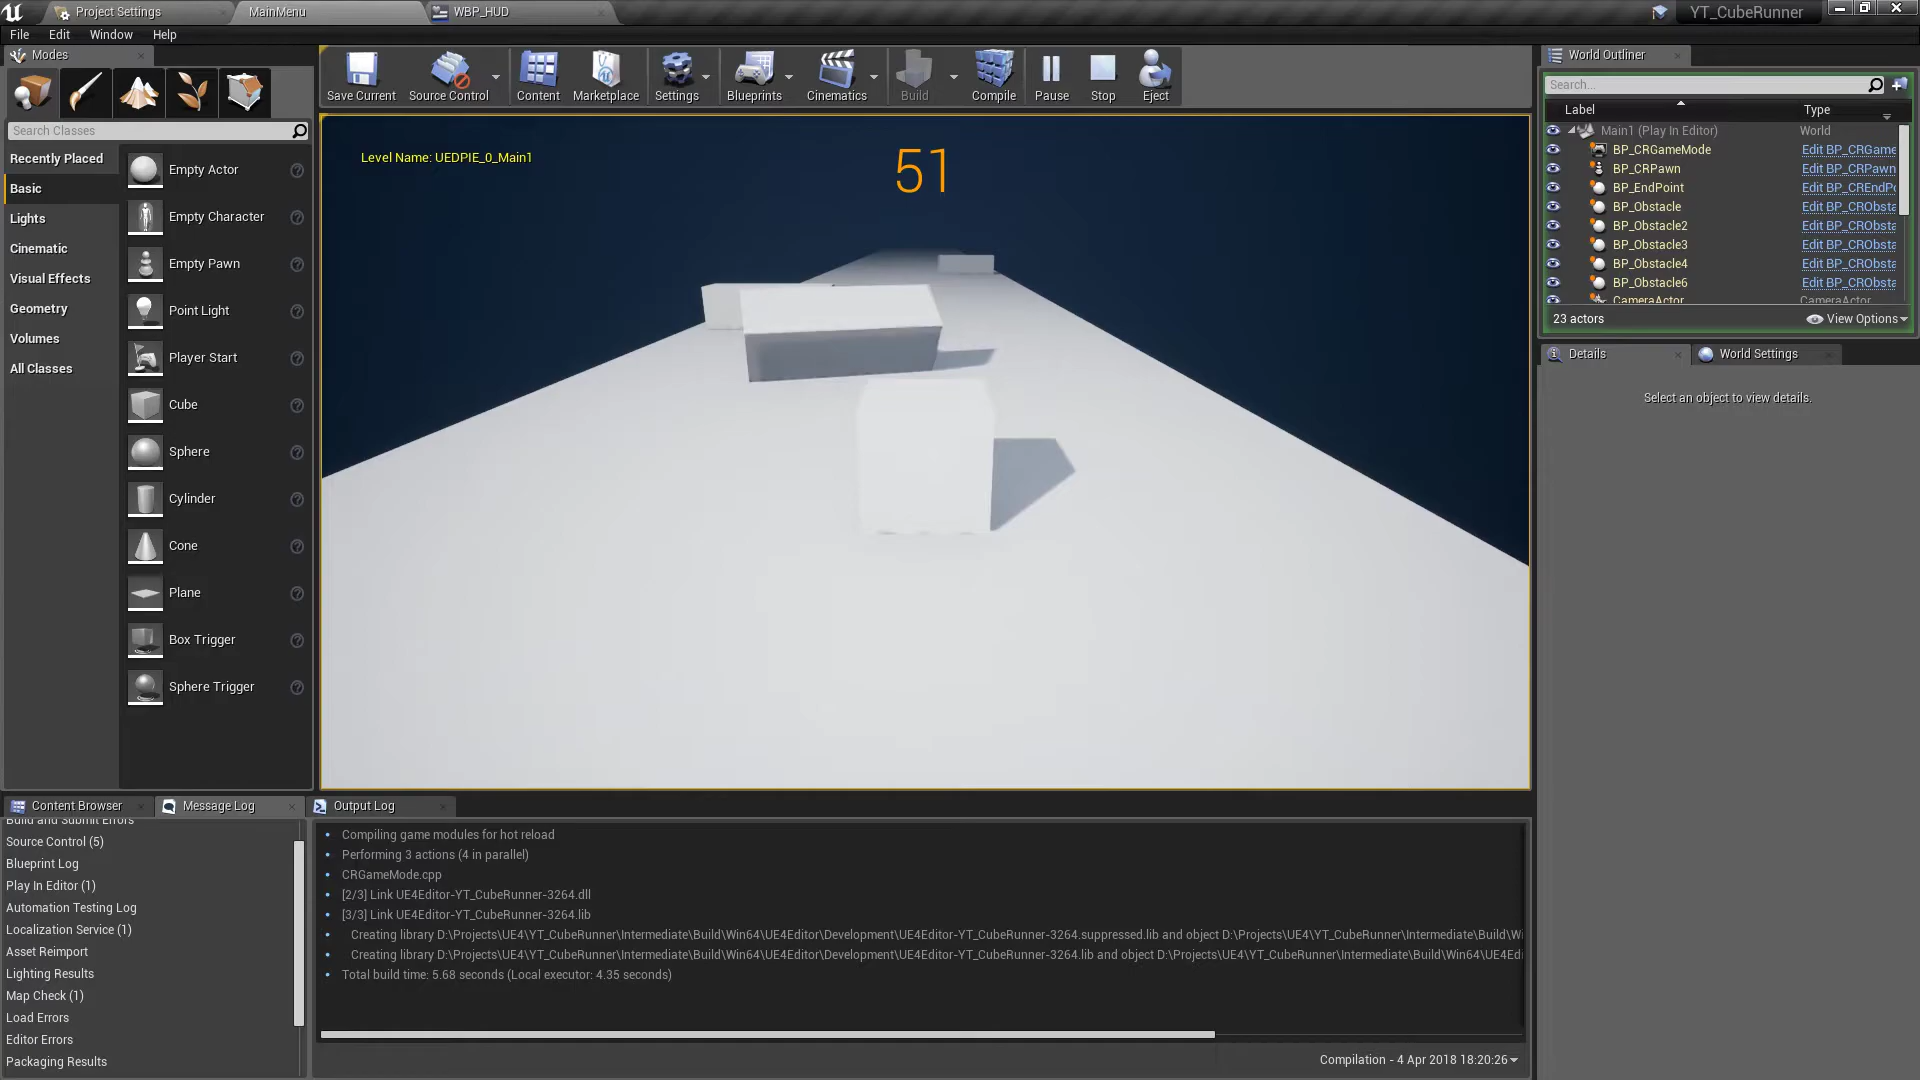 Project Settings
MainMenu
WBP_HUD
YT_CubeRunner
File Edit Window Help
Modes
Search Classes
Recently Placed
Basic
Lights
Cinematic
Visual Effects
Geometry
Volumes
All Classes
Empty Actor
Empty Character
Empty Pawn
Point Light
Player Start
Cube
Sphere
Cylinder
Cone
Plane
Box Trigger
Sphere Trigger
Save Current
Source Control
Content
Marketplace
Settings
Blueprints
Cinematics
Build
Compile
Pause
Stop
Eject
Level Name: UEDPIE_0_Main1
51
World Outliner
Search...
Label Type
Main1 (Play In Editor) World
BP_CRGameMode Edit BP_CRGame
BP_CRPawn Edit BP_CRPawn
BP_EndPoint Edit BP_CREndPo
BP_Obstacle Edit BP_CRObsta
BP_Obstacle2 Edit BP_CRObsta
BP_Obstacle3 Edit BP_CRObsta
BP_Obstacle4 Edit BP_CRObsta
BP_Obstacle6 Edit BP_CRObsta
CameraActor CameraActor
23 actors
View Options
Details
World Settings
Select an object to view details.
Content Browser
Message Log
Output Log
Build and Submit Errors
Source Control (5)
Blueprint Log
Play In Editor (1)
Automation Testing Log
Localization Service (1)
Asset Reimport
Lighting Results
Map Check (1)
Load Errors
Editor Errors
Packaging Results
Compiling game modules for hot reload
Performing 3 actions (4 in parallel)
CRGameMode.cpp
[2/3] Link UE4Editor-YT_CubeRunner-3264.dll
[3/3] Link UE4Editor-YT_CubeRunner-3264.lib
Creating library D:\Projects\UE4\YT_CubeRunner\Intermediate\Build\Win64\UE4Editor\Development\UE4Editor-YT_CubeRunner-3264.suppressed.lib and object D:\Projects\UE4\YT_CubeRunner\Intermediate\Build\Wi
Creating library D:\Projects\UE4\YT_CubeRunner\Intermediate\Build\Win64\UE4Editor\Development\UE4Editor-YT_CubeRunner-3264.lib and object D:\Projects\UE4\YT_CubeRunner\Intermediate\Build\Win64\UE4Edi
Total build time: 5.68 seconds (Local executor: 4.35 seconds)
Compilation - 4 Apr 2018 18:20:26